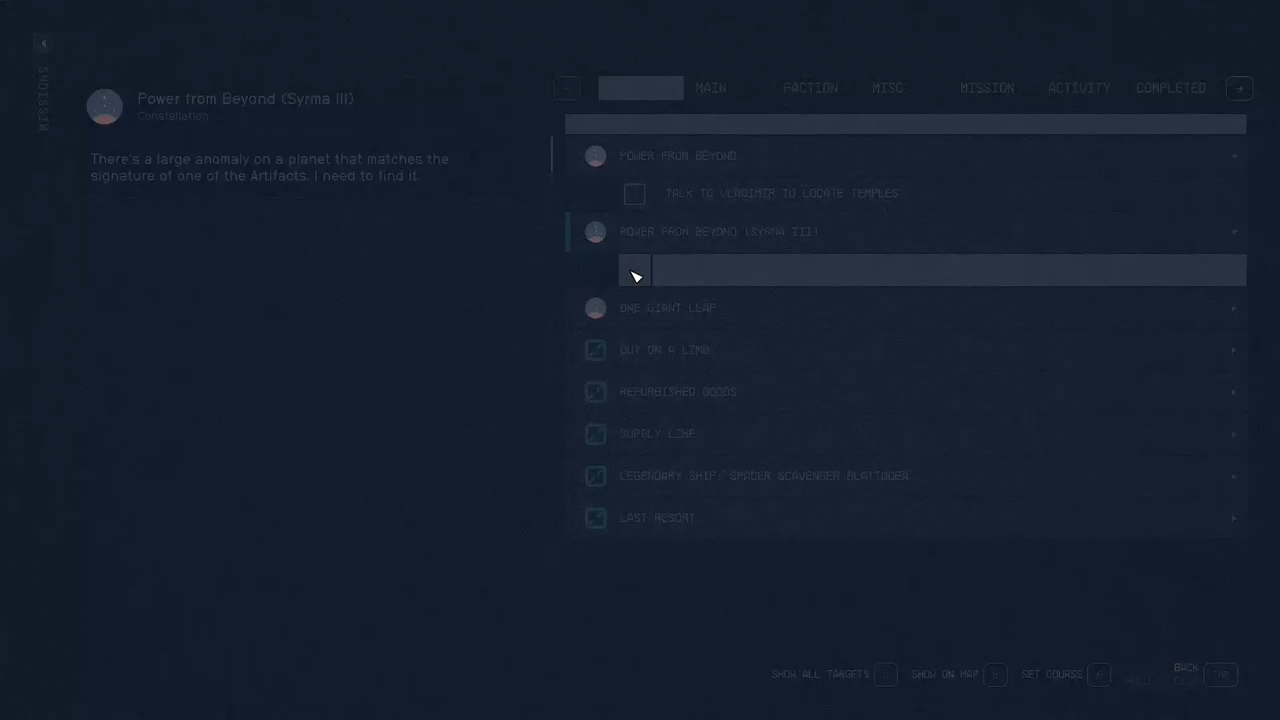 MISSIONS
Power from Beyond (Syrma III)
Constellation
There's a large anomaly on a planet that matches the
signature of one of the Artifacts. I need to find it.
MAIN FACTION MISC MISSION ACTIVITY COMPLETED
POWER FROM BEYOND
TALK TO VLADIMIR TO LOCATE TEMPLES
POWER FROM BEYOND (SYRMA III)
ONE GIANT LEAP
OUT ON A LIMB
REFURBISHED GOODS
SUPPLY LINE
LEGENDARY SHIP: SPACER SCAVENGER BLATTODEA
LAST RESORT
SHOW ALL TARGETS SHOW ON MAP SET COURSE BACK TAB